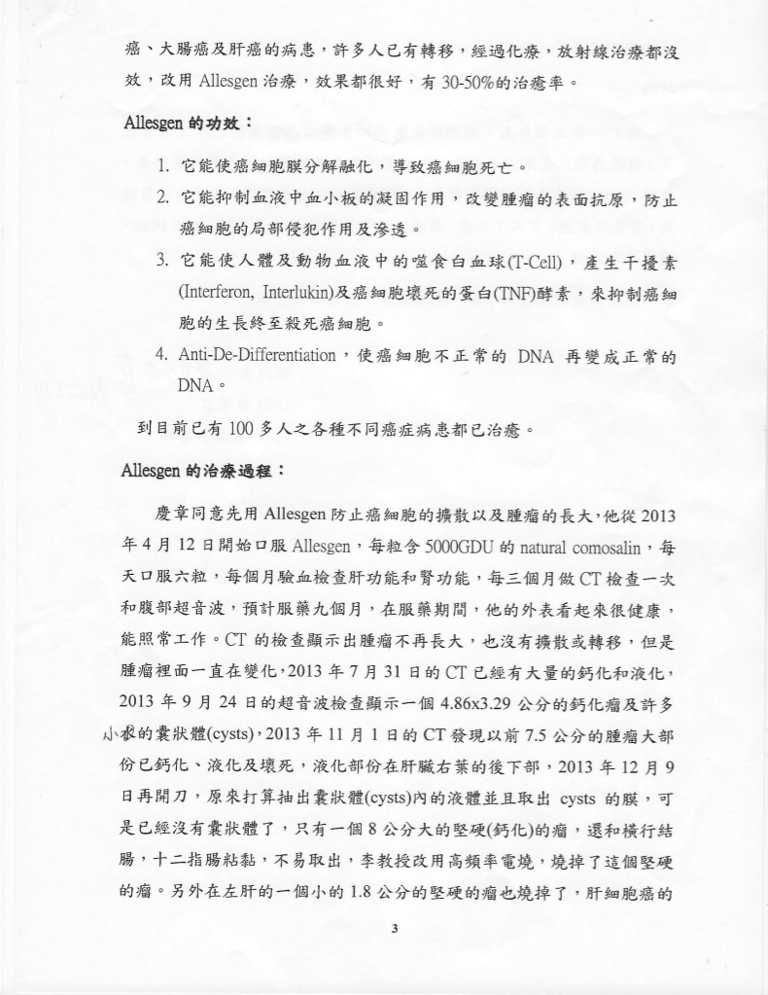 癌、大腸癌及肝癌的病患，許多人已有轉移，經過化療，放射線治療都沒
效，改用 Allesgen 治療，效果都很好，有 30-50%的治癒率。
Allesgen 的功效：
1. 它能使癌細胞膜分解融化，導致癌細胞死亡。
2. 它能抑制血液中血小板的凝固作用，改變腫瘤的表面抗原，防止
癌細胞的局部侵犯作用及滲透。
3. 它能使人體及動物血液中的噬食白血球(T-Cell)，產生干擾素
(Interferon, Interlukin)及癌細胞壞死的蛋白(TNF)酵素，來抑制癌細
胞的生長終至殺死癌細胞。
4. Anti-De-Differentiation，使癌細胞不正常的 DNA 再變成正常的
DNA。
到目前已有 100 多人之各種不同癌症病患都已治癒。
Allesgen 的治療過程：
慶章同意先用 Allesgen 防止癌細胞的擴散以及腫瘤的長大，他從 2013
年 4 月 12 日開始口服 Allesgen，每粒含 5000GDU 的 natural comosalin，每
天口服六粒，每個月驗血檢查肝功能和腎功能，每三個月做 CT 檢查一次
和腹部超音波，預計服藥九個月，在服藥期間，他的外表看起來很健康，
能照常工作。CT 的檢查顯示出腫瘤不再長大，也沒有擴散或轉移，但是
腫瘤裡面一直在變化，2013 年 7 月 31 日的 CT 已經有大量的鈣化和液化，
2013 年 9 月 24 日的超音波檢查顯示一個 4.86x3.29 公分的鈣化瘤及許多
小的囊狀體(cysts)，2013 年 11 月 1 日的 CT 發現以前 7.5 公分的腫瘤大部
份已鈣化、液化及壞死，液化部份在肝臟右葉的後下部，2013 年 12 月 9
日再開刀，原來打算抽出囊狀體(cysts)內的液體並且取出 cysts 的膜，可
是已經沒有囊狀體了，只有一個 8 公分大的堅硬(鈣化)的瘤，還和橫行結
腸，十二指腸粘黏，不易取出，李教授改用高頻率電燒，燒掉了這個堅硬
的瘤。另外在左肝的一個小的 1.8 公分的堅硬的瘤也燒掉了，肝細胞癌的
3